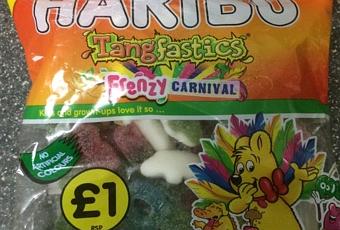 HARIBO
Tangfastics
Frenzy CARNIVAL
Kids and grown-ups love it so ...
NO
ARTIFICIAL
COLOURS
£1
RSP